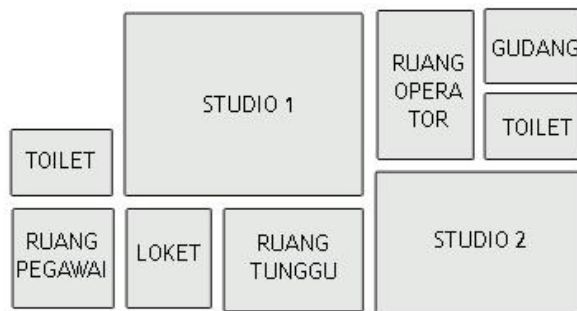 STUDIO 1
RUANG
OPERA
TOR
GUDANG
TOILET
TOILET
RUANG
PEGAWAI
LOKET
RUANG
TUNGGU
STUDIO 2